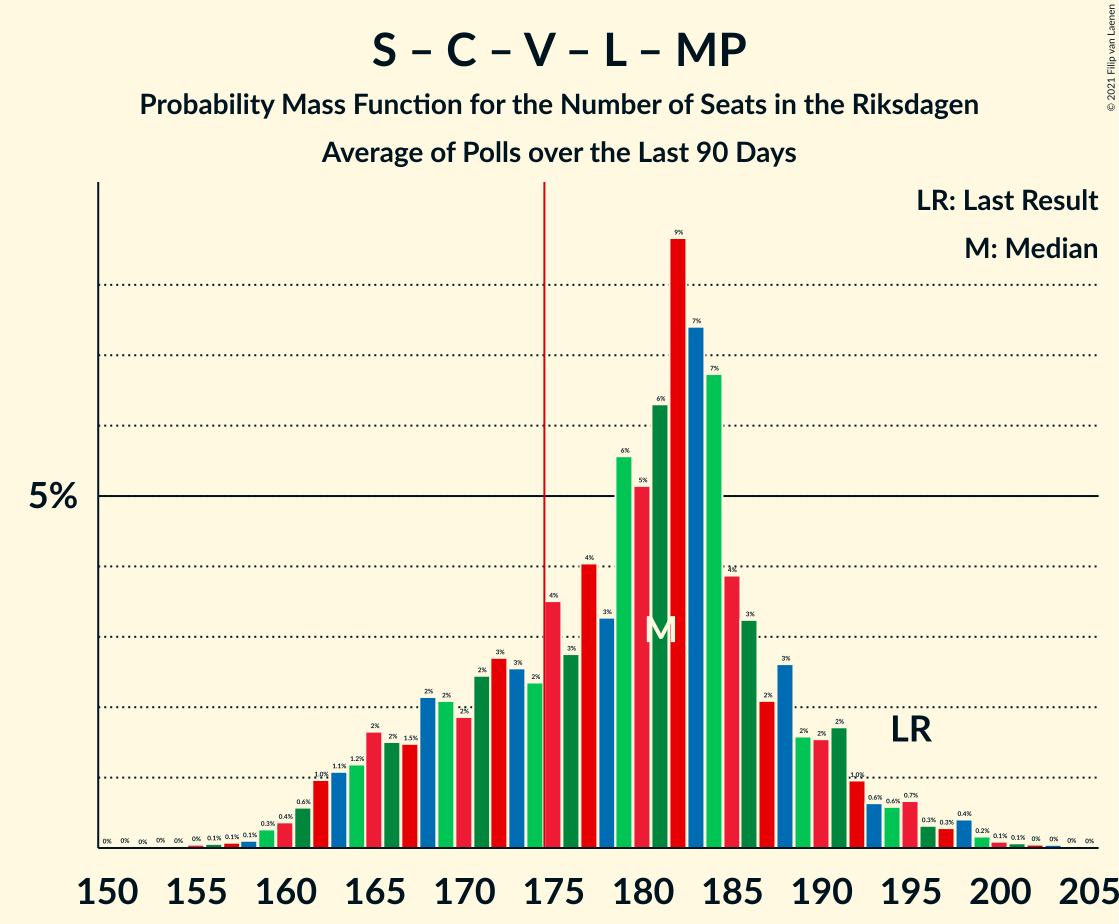 S – C – V – L – MP
Probability Mass Function for the Number of Seats in the Riksdagen
Average of Polls over the Last 90 Days
© 2021 Filip van Laenen
LR: Last Result
M: Median
5%
0% 0% 0% 0% 0% 0% 0.1% 0.1% 0.1% 0.3% 0.4% 0.6% 1.0% 1.1% 1.2% 2% 2% 1.5% 2% 2% 2% 2% 3% 3% 2% 4% 3% 4% 3% 6% 5% 6% 9% 7% 7% 4% 3% 2% 3% 2% 2% 2% 1.0% 0.6% 0.6% 0.7% 0.3% 0.3% 0.4% 0.2% 0.1% 0.1% 0% 0% 0% 0%
M
LR
150 155 160 165 170 175 180 185 190 195 200 205